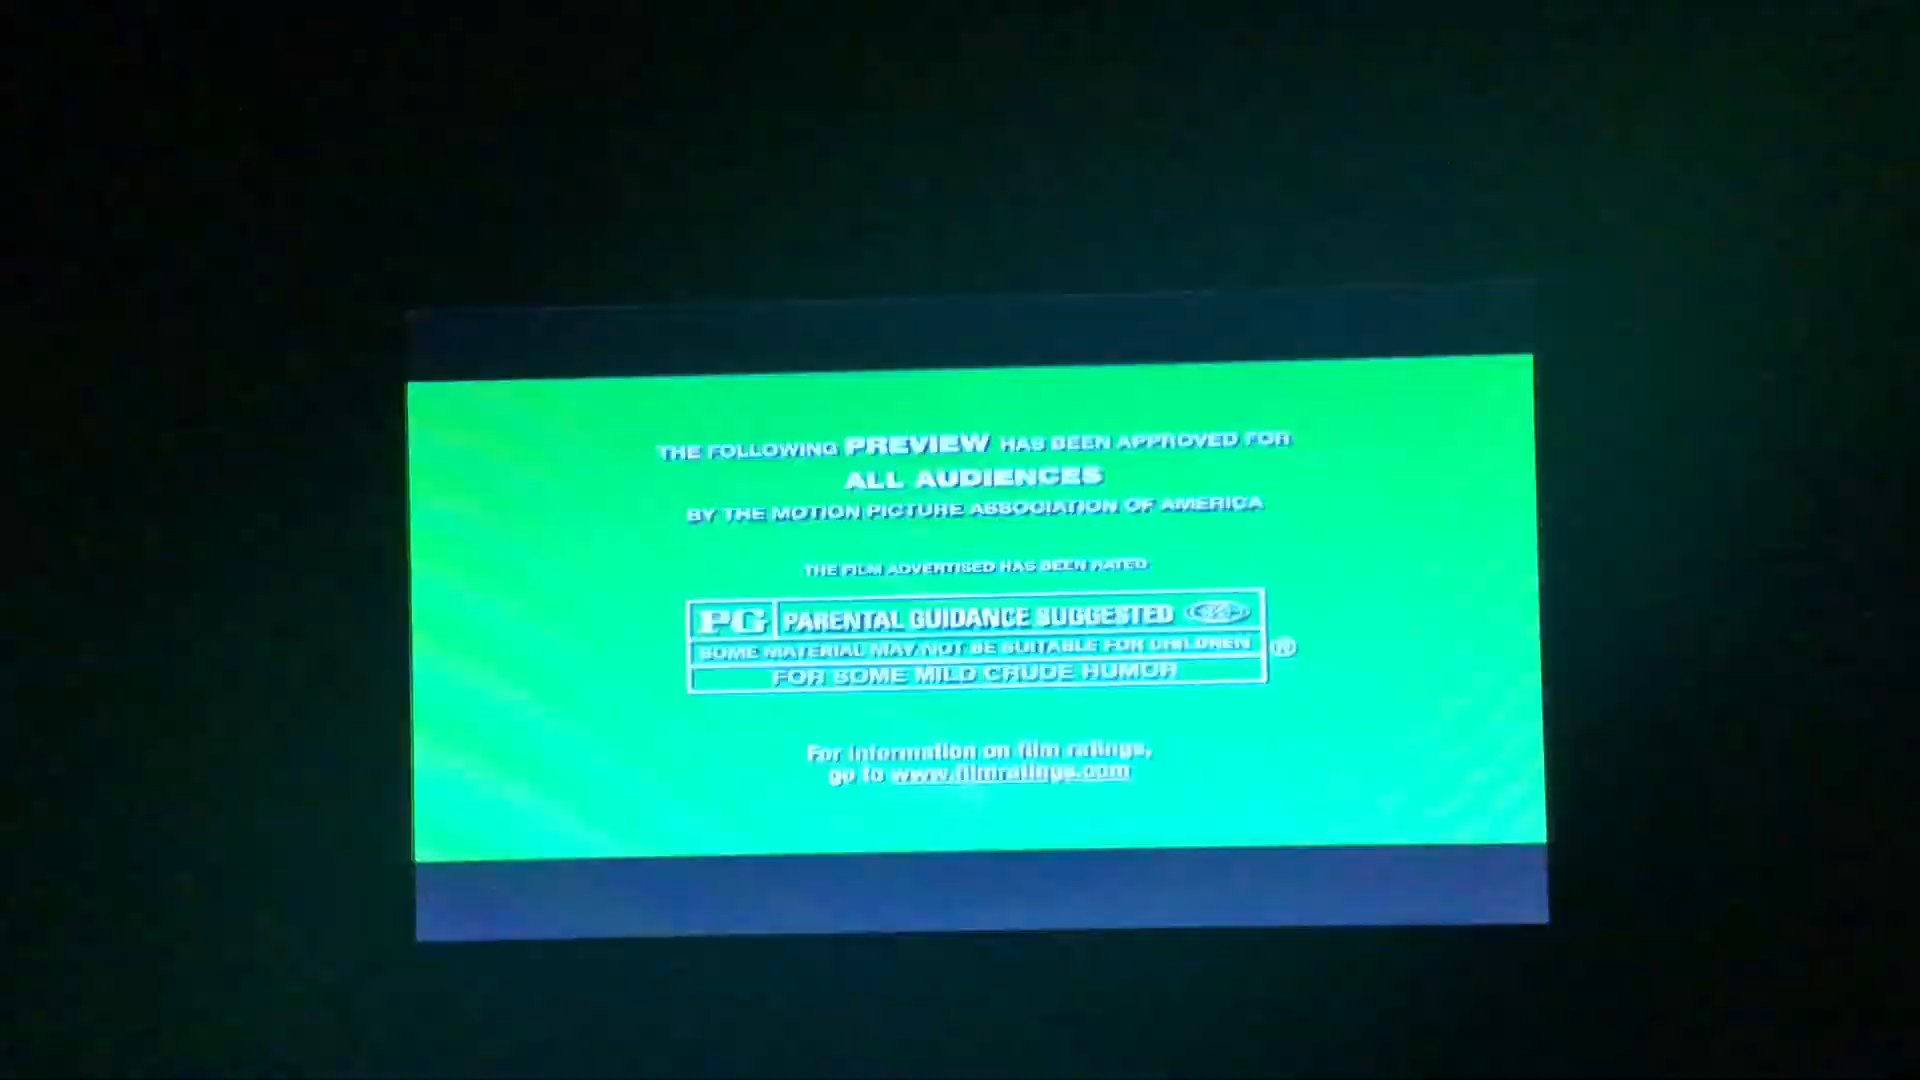 THE FOLLOWING PREVIEW HAS BEEN APPROVED FOR
ALL AUDIENCES
BY THE MOTION PICTURE ASSOCIATION OF AMERICA
THE FILM ADVERTISED HAS BEEN RATED
PG PARENTAL GUIDANCE SUGGESTED
SOME MATERIAL MAY NOT BE SUITABLE FOR CHILDREN ®
FOR SOME MILD CRUDE HUMOR
For information on film ratings,
go to www.filmratings.com